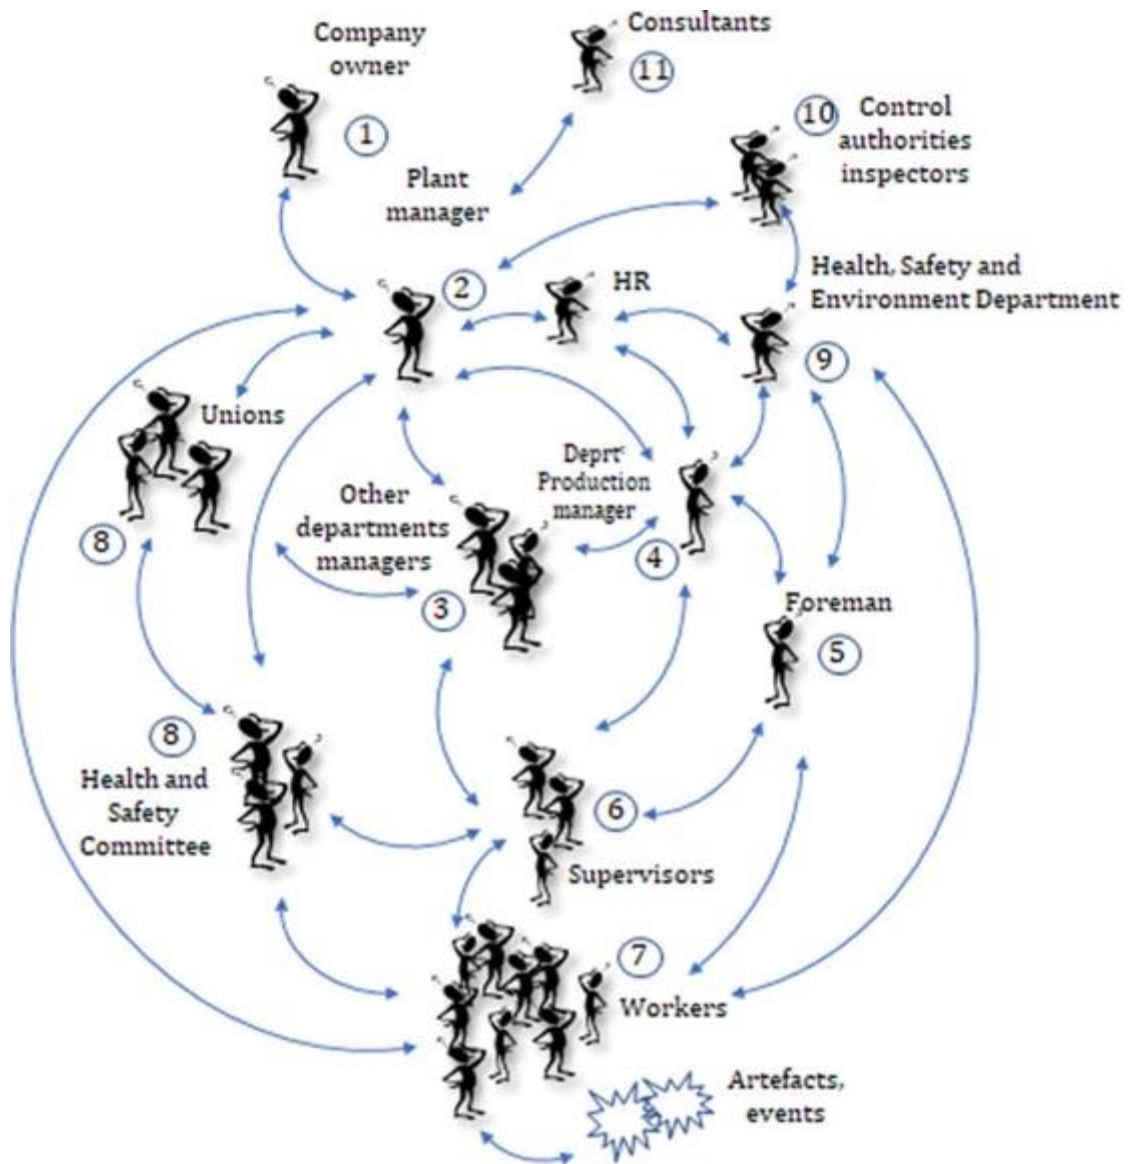 Company
owner
1
Consultants
11
10 Control
authorities
inspectors
Plant
manager
2
HR
Health, Safety and
Environment Department
9
Unions
8
Other
departments
managers
3
Deprtᶜ
Production
manager
4
Foreman
5
8
Health and
Safety
Committee
6
Supervisors
7
Workers
Artefacts,
events